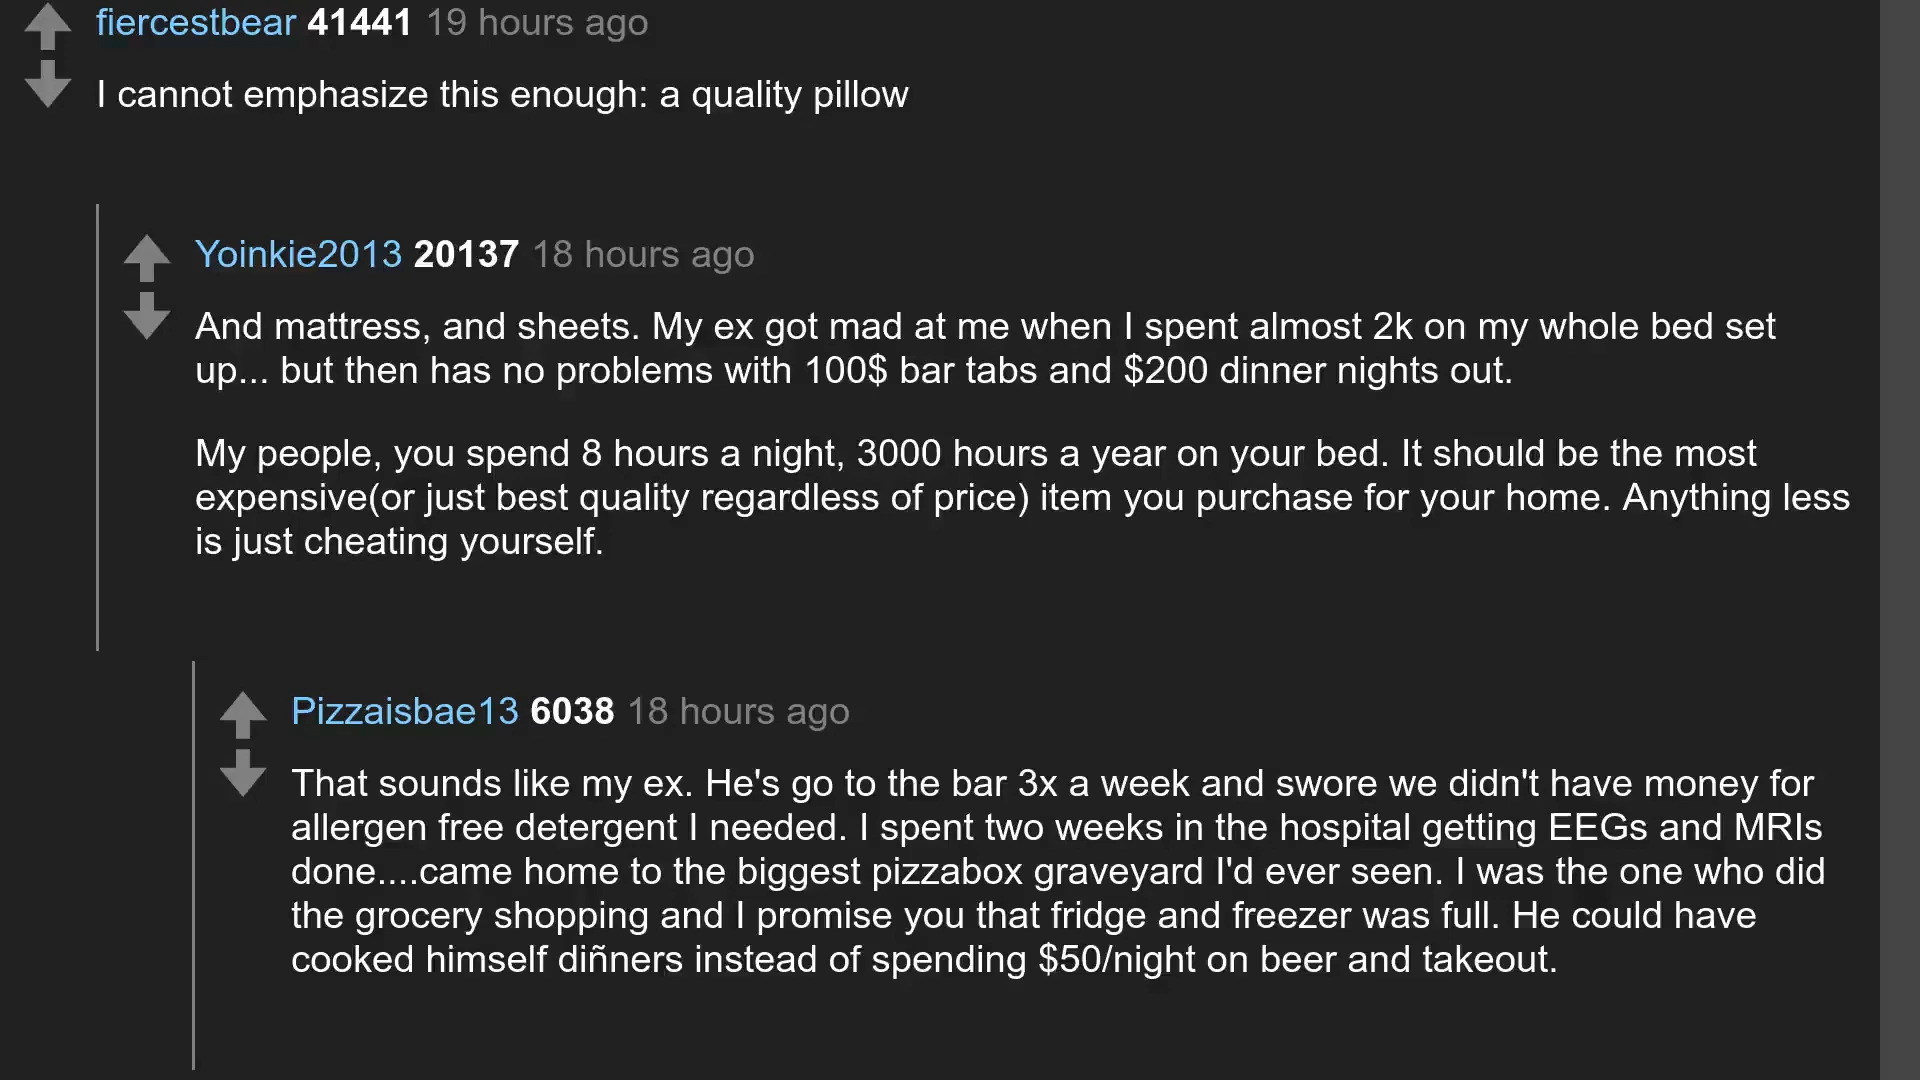 fiercestbear 41441 19 hours ago
I cannot emphasize this enough: a quality pillow
Yoinkie2013 20137 18 hours ago
And mattress, and sheets. My ex got mad at me when I spent almost 2k on my whole bed set
up... but then has no problems with 100$ bar tabs and $200 dinner nights out.
My people, you spend 8 hours a night, 3000 hours a year on your bed. It should be the most
expensive(or just best quality regardless of price) item you purchase for your home. Anything less
is just cheating yourself.
Pizzaisbae13 6038 18 hours ago
That sounds like my ex. He's go to the bar 3x a week and swore we didn't have money for
allergen free detergent I needed. I spent two weeks in the hospital getting EEGs and MRIs
done....came home to the biggest pizzabox graveyard I'd ever seen. I was the one who did
the grocery shopping and I promise you that fridge and freezer was full. He could have
cooked himself diñners instead of spending $50/night on beer and takeout.